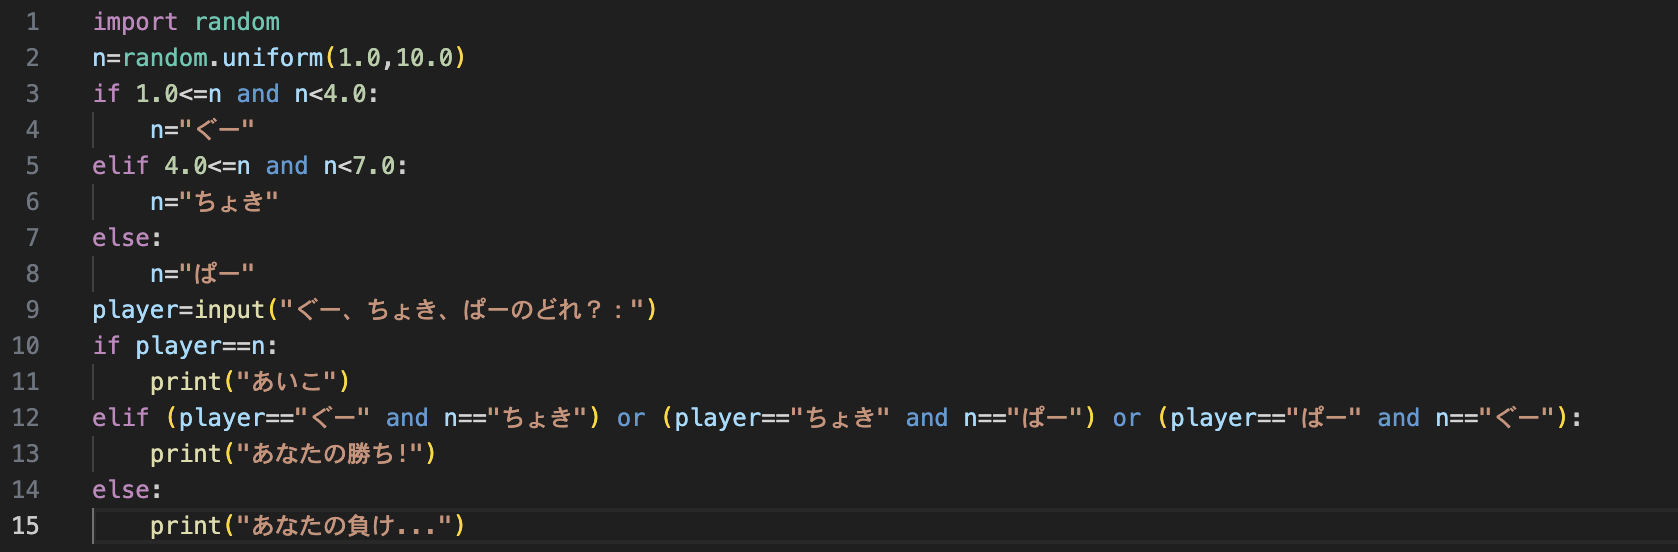 1 import random
2 n=random.uniform(1.0,10.0)
3 if 1.0<=n and n<4.0:
4     n="ぐー"
5 elif 4.0<=n and n<7.0:
6     n="ちょき"
7 else:
8     n="ぱー"
9 player=input("ぐー、ちょき、ぱーのどれ？：")
10 if player==n:
11     print("あいこ")
12 elif (player=="ぐー" and n=="ちょき") or (player=="ちょき" and n=="ぱー") or (player=="ぱー" and n=="ぐー"):
13     print("あなたの勝ち!")
14 else:
15     print("あなたの負け...")